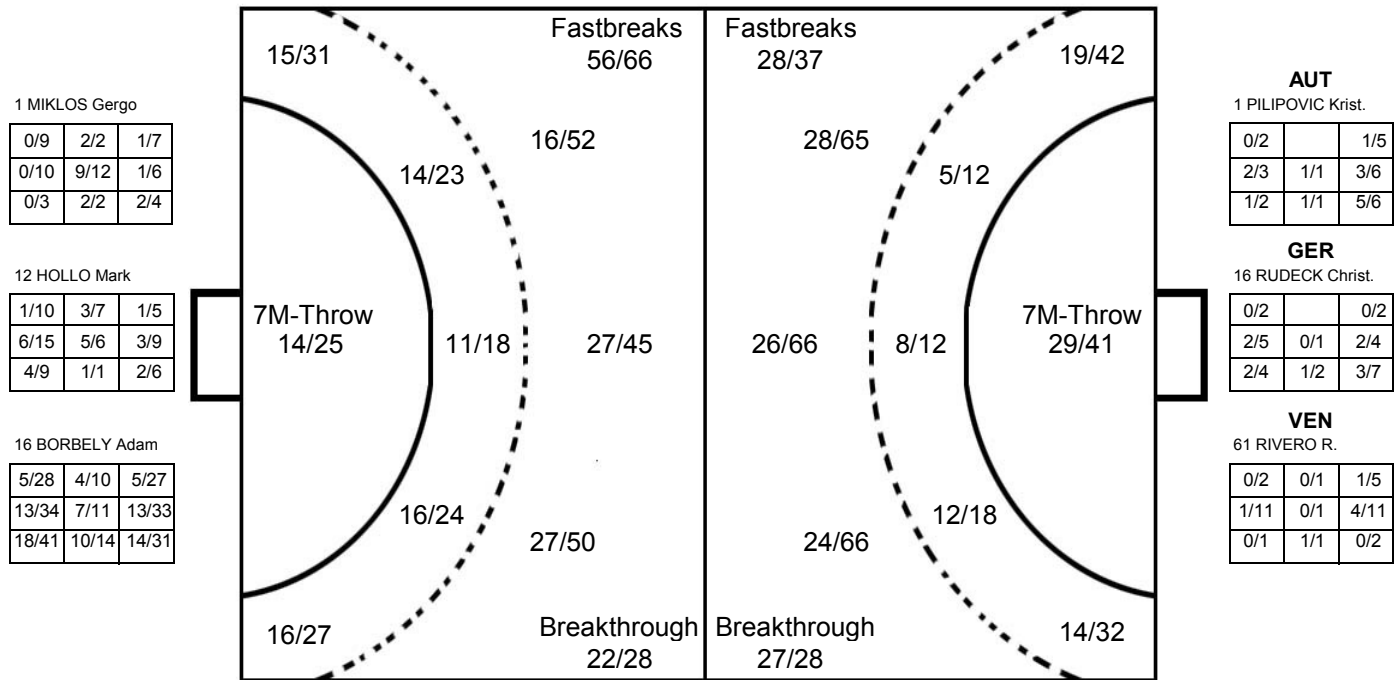 Fastbreaks Fastbreaks
15/31 56/66 28/37 19/42
16/52 28/65
14/23 5/12
7M-Throw 7M-Throw
14/25 11/18 27/45 26/66 8/12 29/41
16/24 12/18
27/50 24/66
Breakthrough Breakthrough
16/27 22/28 27/28 14/32
1 MIKLOS Gergo
0/9 2/2 1/7
0/10 9/12 1/6
0/3 2/2 2/4
12 HOLLO Mark
1/10 3/7 1/5
6/15 5/6 3/9
4/9 1/1 2/6
16 BORBELY Adam
5/28 4/10 5/27
13/34 7/11 13/33
18/41 10/14 14/31
AUT
1 PILIPOVIC Krist.
0/2 1/5
2/3 1/1 3/6
1/2 1/1 5/6
GER
16 RUDECK Christ.
0/2 0/2
2/5 0/1 2/4
2/4 1/2 3/7
VEN
61 RIVERO R.
0/2 0/1 1/5
1/11 0/1 4/11
0/1 1/1 0/2